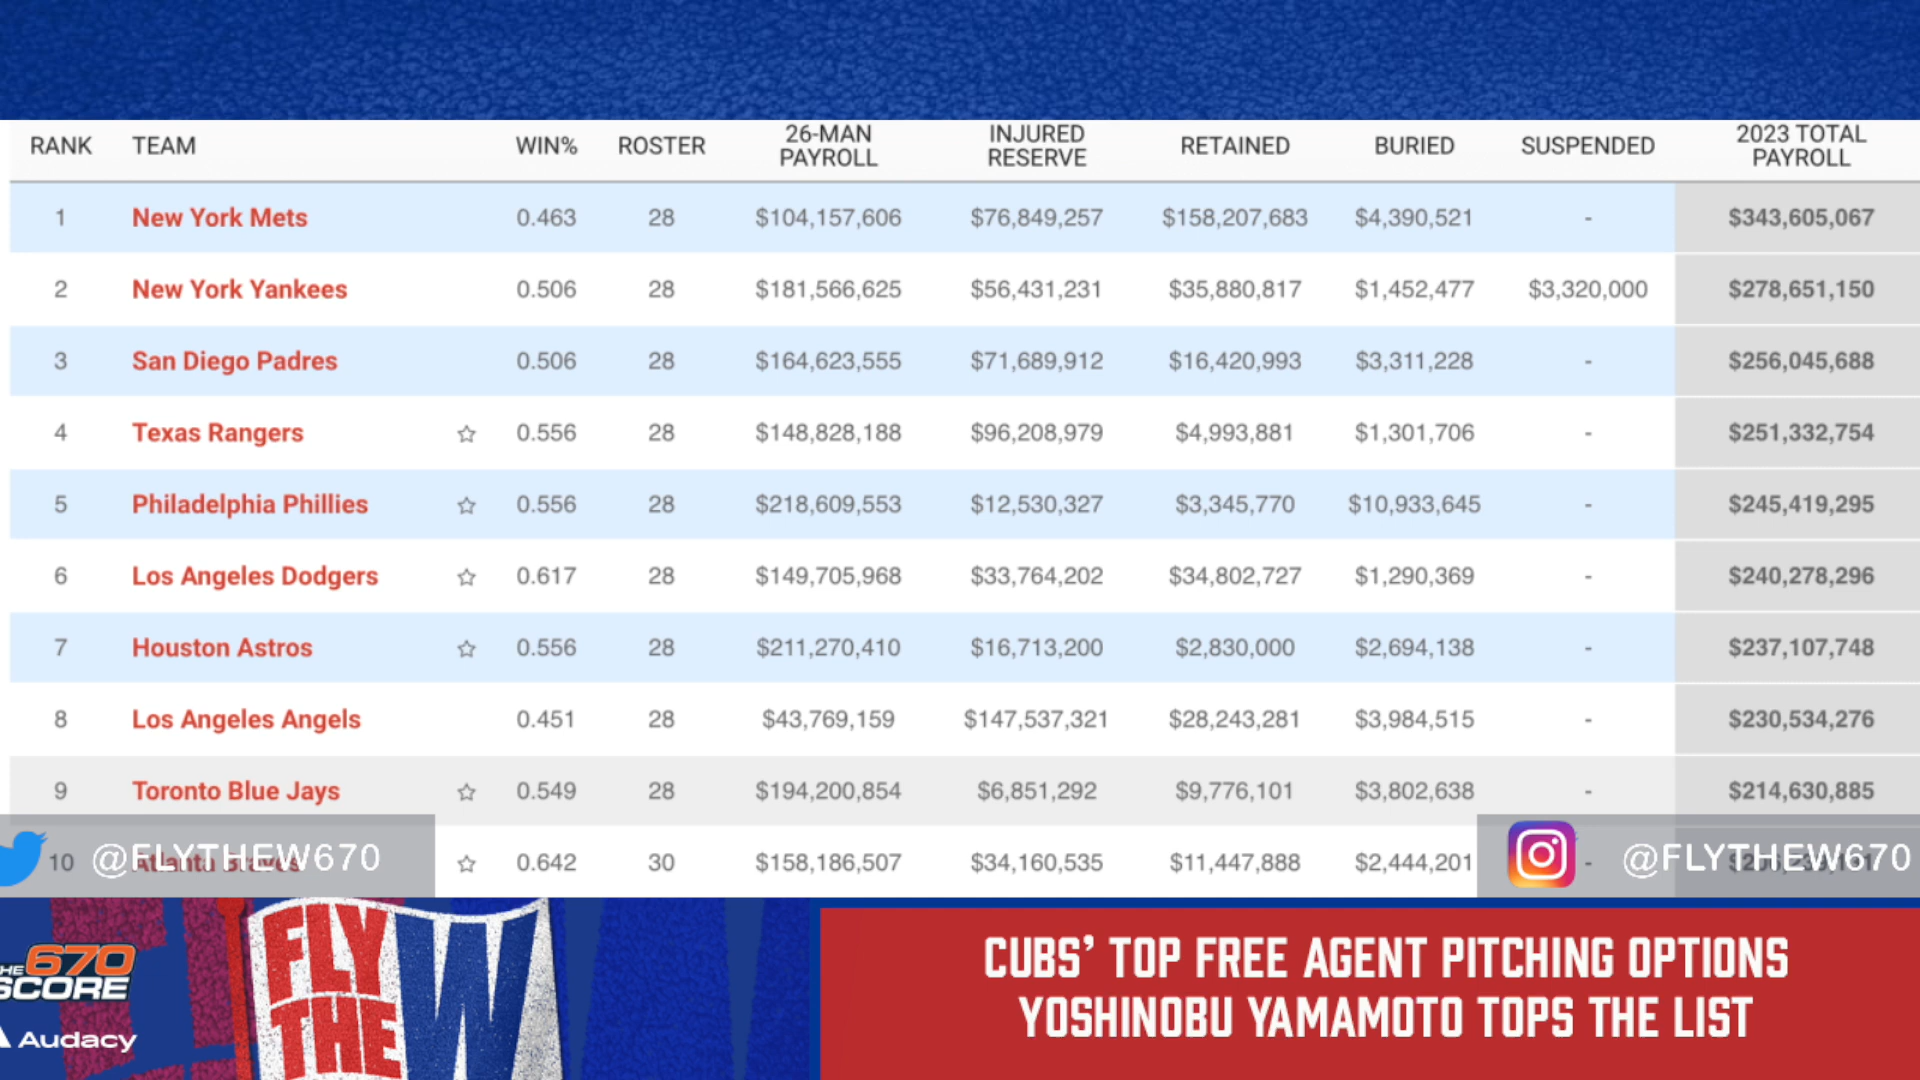 RANK TEAM WIN% ROSTER 26-MAN PAYROLL INJURED RESERVE RETAINED BURIED SUSPENDED 2023 TOTAL PAYROLL
1 New York Mets 0.463 28 $104,157,606 $76,849,257 $158,207,683 $4,390,521 - $343,605,067
2 New York Yankees 0.506 28 $181,566,625 $56,431,231 $35,880,817 $1,452,477 $3,320,000 $278,651,150
3 San Diego Padres 0.506 28 $164,623,555 $71,689,912 $16,420,993 $3,311,228 - $256,045,688
4 Texas Rangers ☆ 0.556 28 $148,828,188 $96,208,979 $4,993,881 $1,301,706 - $251,332,754
5 Philadelphia Phillies ☆ 0.556 28 $218,609,553 $12,530,327 $3,345,770 $10,933,645 - $245,419,295
6 Los Angeles Dodgers ☆ 0.617 28 $149,705,968 $33,764,202 $34,802,727 $1,290,369 - $240,278,296
7 Houston Astros ☆ 0.556 28 $211,270,410 $16,713,200 $2,830,000 $2,694,138 - $237,107,748
8 Los Angeles Angels 0.451 28 $43,769,159 $147,537,321 $28,243,281 $3,984,515 - $230,534,276
9 Toronto Blue Jays ☆ 0.549 28 $194,200,854 $6,851,292 $9,776,101 $3,802,638 - $214,630,885
10 Atlanta Braves ☆ 0.642 30 $158,186,507 $34,160,535 $11,447,888 $2,444,201 -
@FLYTHEW670
@FLYTHEW670
THE 670
SCORE
Audacy
FLY
THE
W
CUBS' TOP FREE AGENT PITCHING OPTIONS
YOSHINOBU YAMAMOTO TOPS THE LIST